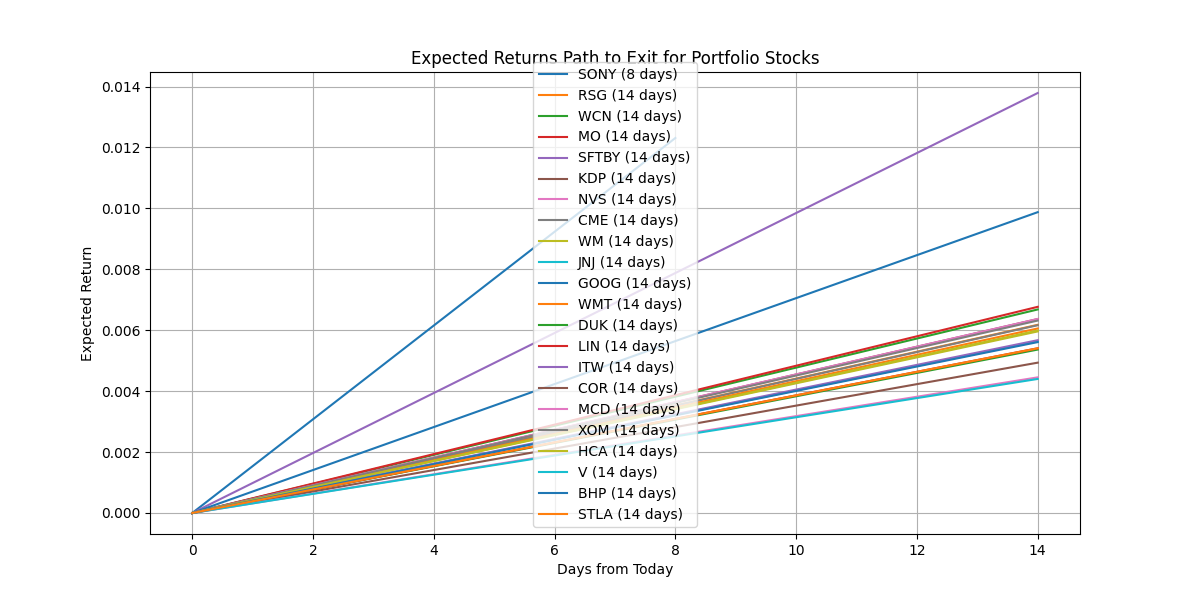 Expected Returns Path to Exit for Portfolio Stocks
SONY (8 days)
RSG (14 days)
WCN (14 days)
MO (14 days)
SFTBY (14 days)
KDP (14 days)
NVS (14 days)
CME (14 days)
WM (14 days)
JNJ (14 days)
GOOG (14 days)
WMT (14 days)
DUK (14 days)
LIN (14 days)
ITW (14 days)
COR (14 days)
MCD (14 days)
XOM (14 days)
HCA (14 days)
V (14 days)
BHP (14 days)
STLA (14 days)
0.014
0.012
0.010
0.008
0.006
0.004
0.002
0.000
Expected Return
0 2 4 6 8 10 12 14
Days from Today